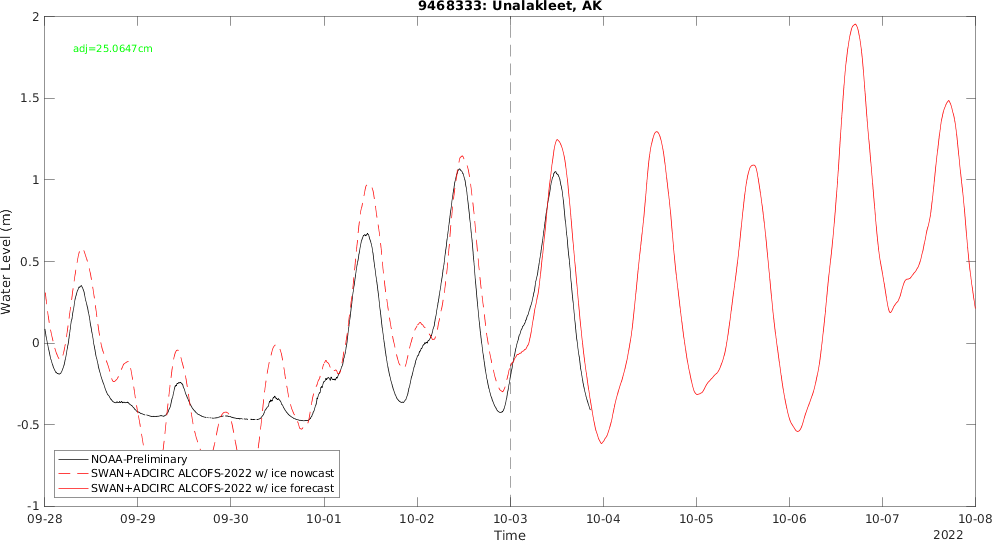 9468333: Unalakleet, AK
adj=25.0647cm
Water Level (m)
2
1.5
1
0.5
0
-0.5
-1
NOAA-Preliminary
SWAN+ADCIRC ALCOFS-2022 w/ ice nowcast
SWAN+ADCIRC ALCOFS-2022 w/ ice forecast
09-28 09-29 09-30 10-01 10-02 10-03 10-04 10-05 10-06 10-07 10-08
Time
2022